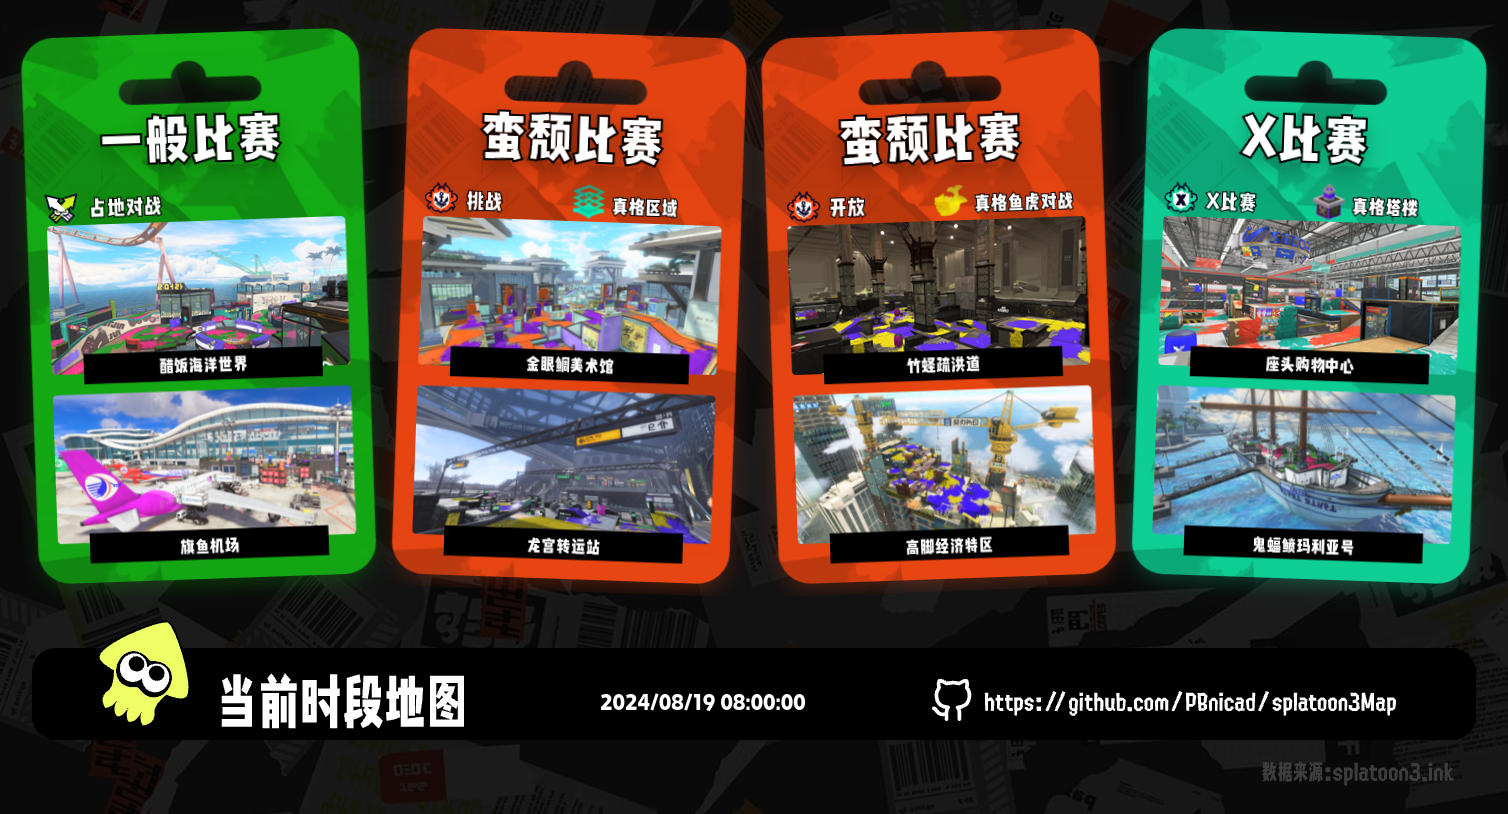 一般比赛
占地对战
醋饭海洋世界
旗鱼机场
蛮颓比赛
挑战
真格区域
金眼鲷美术馆
龙宫转运站
蛮颓比赛
开放
真格鱼虎对战
竹蛏疏洪道
高脚经济特区
X比赛
X比赛
真格塔楼
座头购物中心
鬼蝠鲼玛利亚号
当前时段地图
2024/08/19 08:00:00
https://github.com/PBnicad/splatoon3Map
数据来源:splatoon3.ink